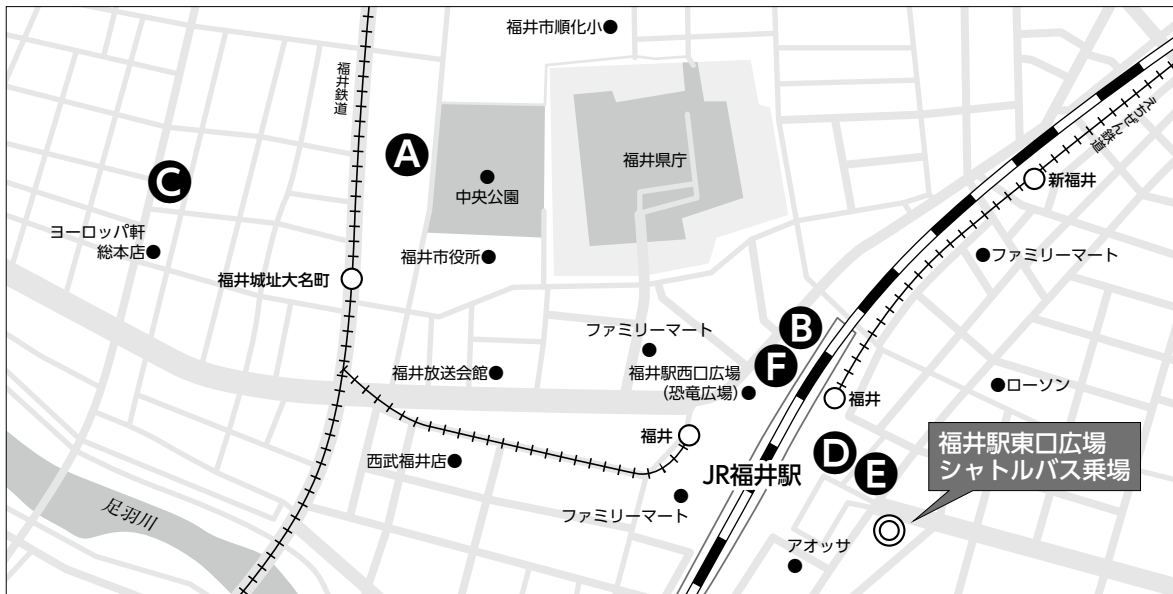 福井市順化小
福井鉄道
えちぜん鉄道
A
福井県庁
C
中央公園
新福井
ヨーロッパ軒
総本店
福井市役所
ファミリーマート
福井城址大名町
B
ファミリーマート
F
福井放送会館
福井駅西口広場
(恐竜広場)
ローソン
福井
福井
福井駅東口広場
シャトルバス乗場
D
E
西武福井店
JR福井駅
足羽川
ファミリーマート
アオッサ